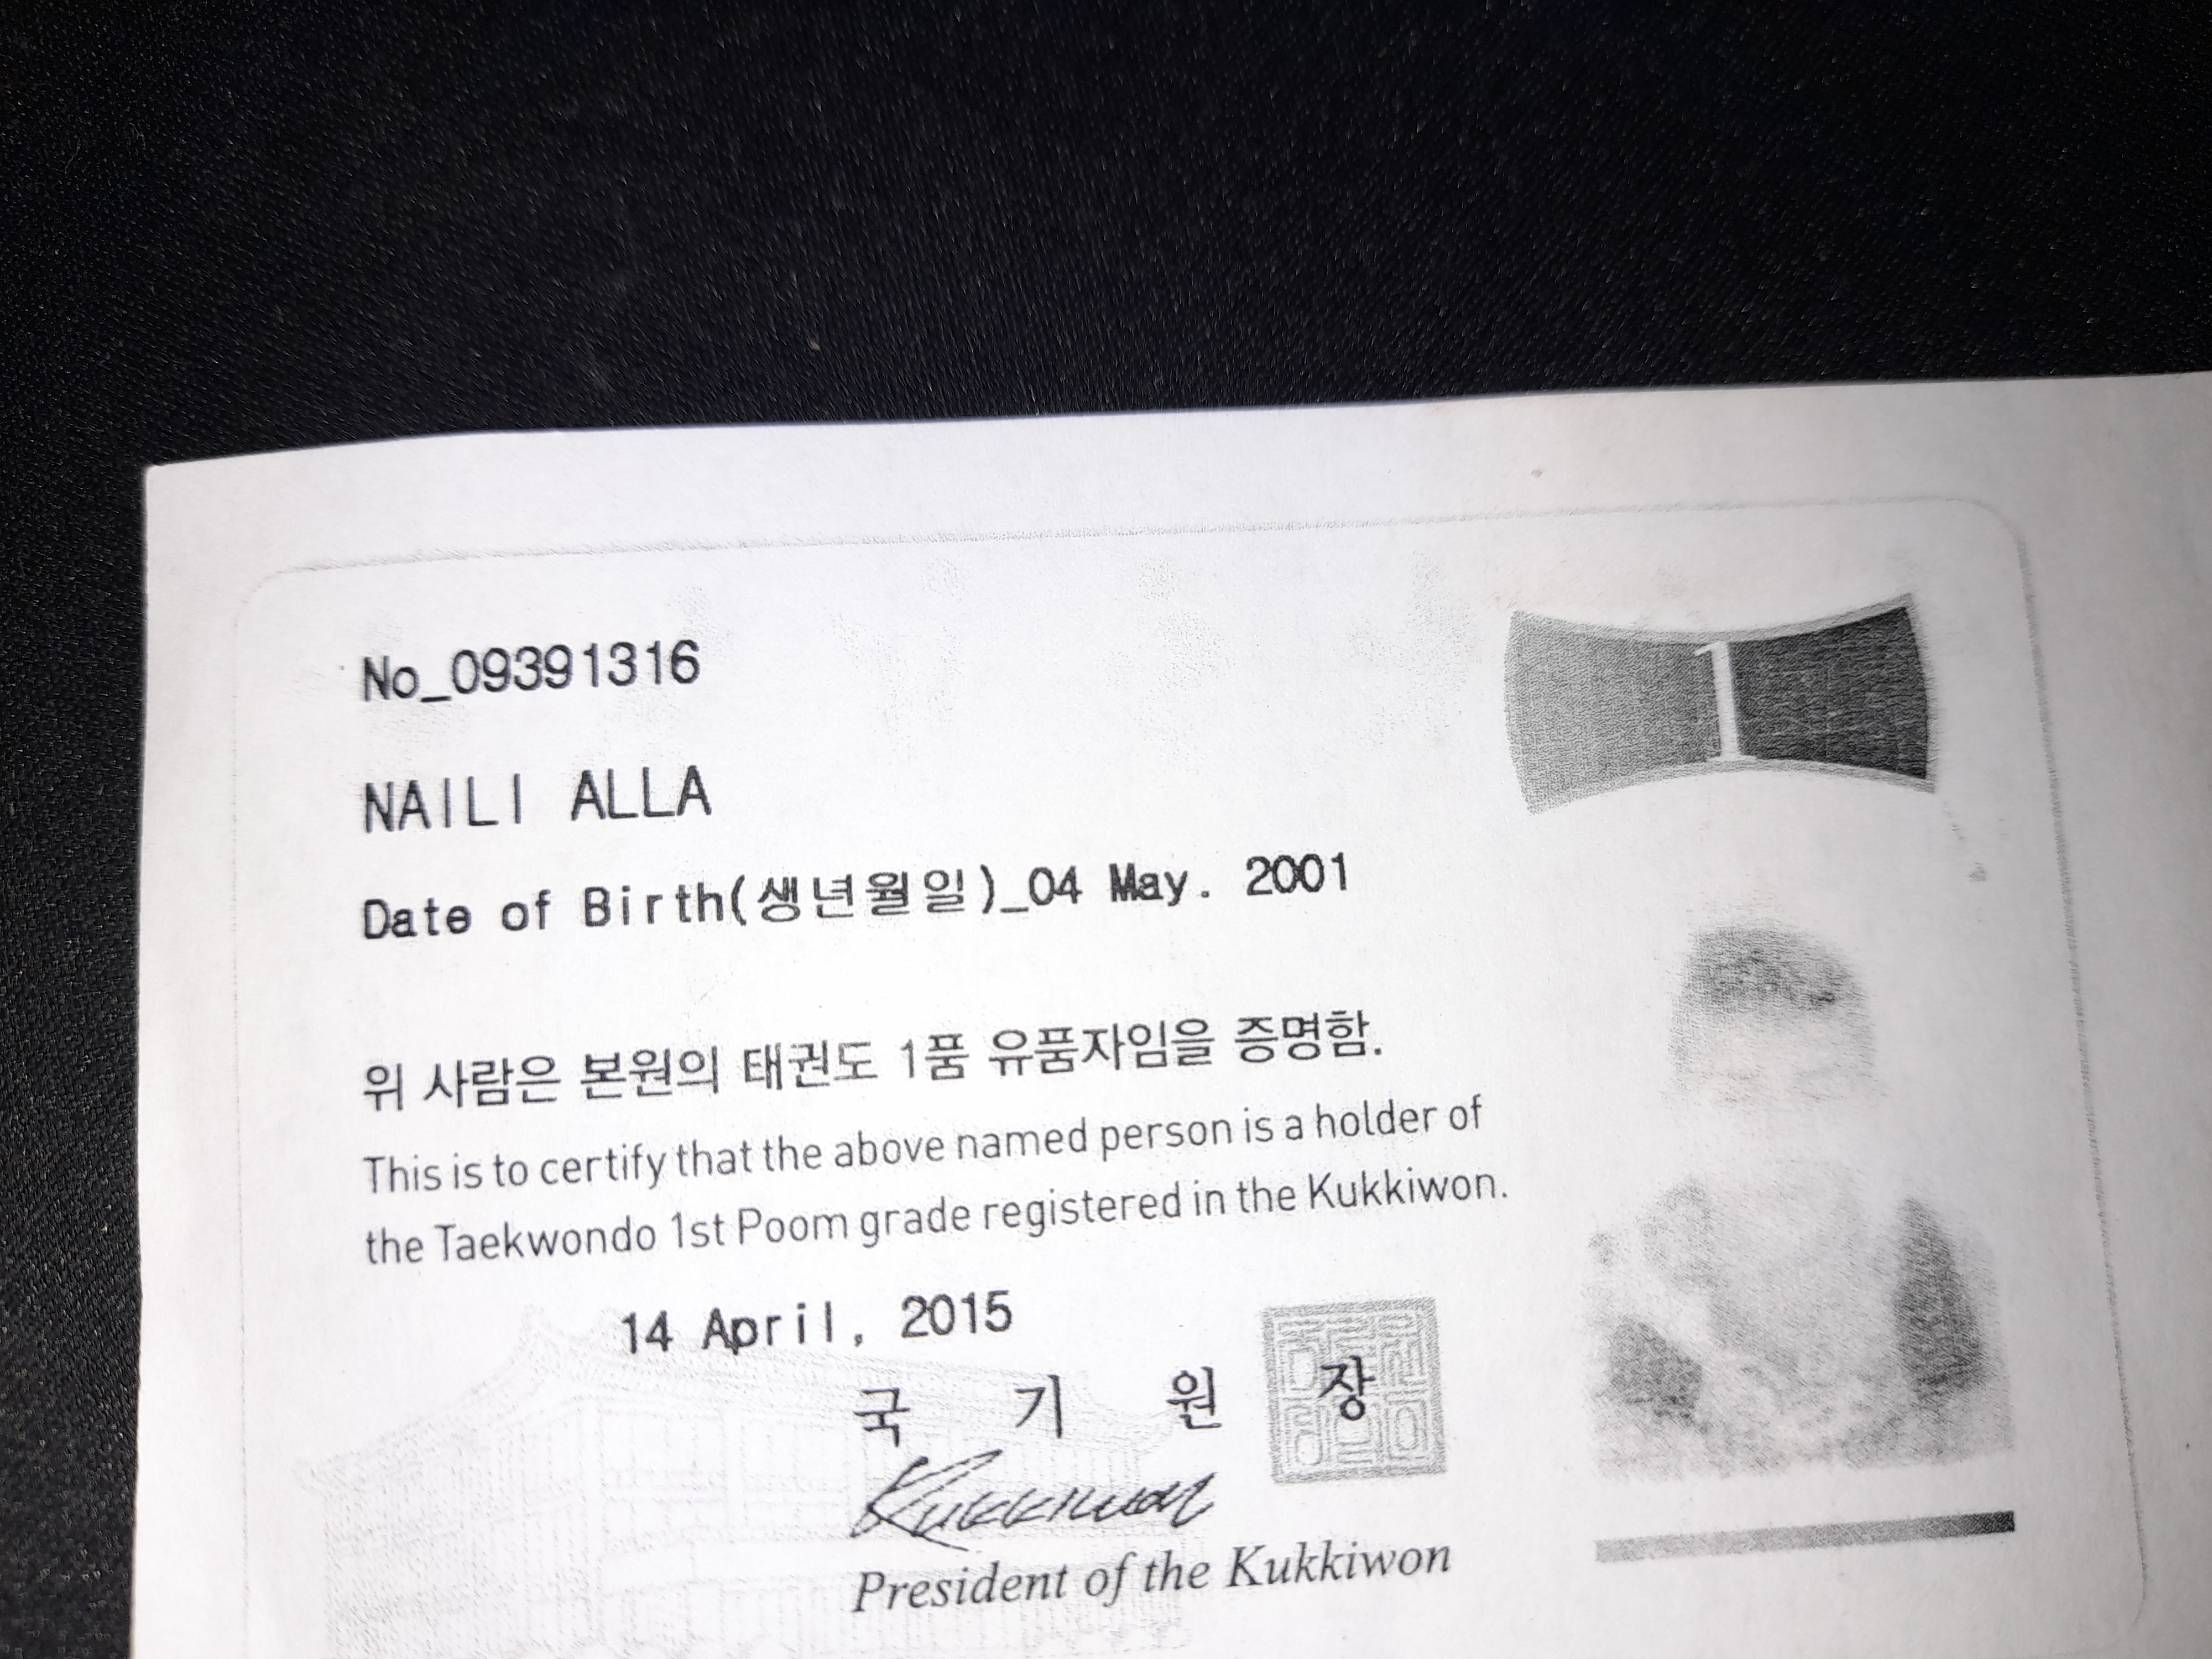 No_09391316
1
NAILI ALLA
Date of Birth(생년월일)_04 May. 2001
위 사람은 본원의 태권도 1품 유품자임을 증명함.
This is to certify that the above named person is a holder of
the Taekwondo 1st Poom grade registered in the Kukkiwon.
14 April, 2015
국 기 원 장
Kukkiwon
President of the Kukkiwon